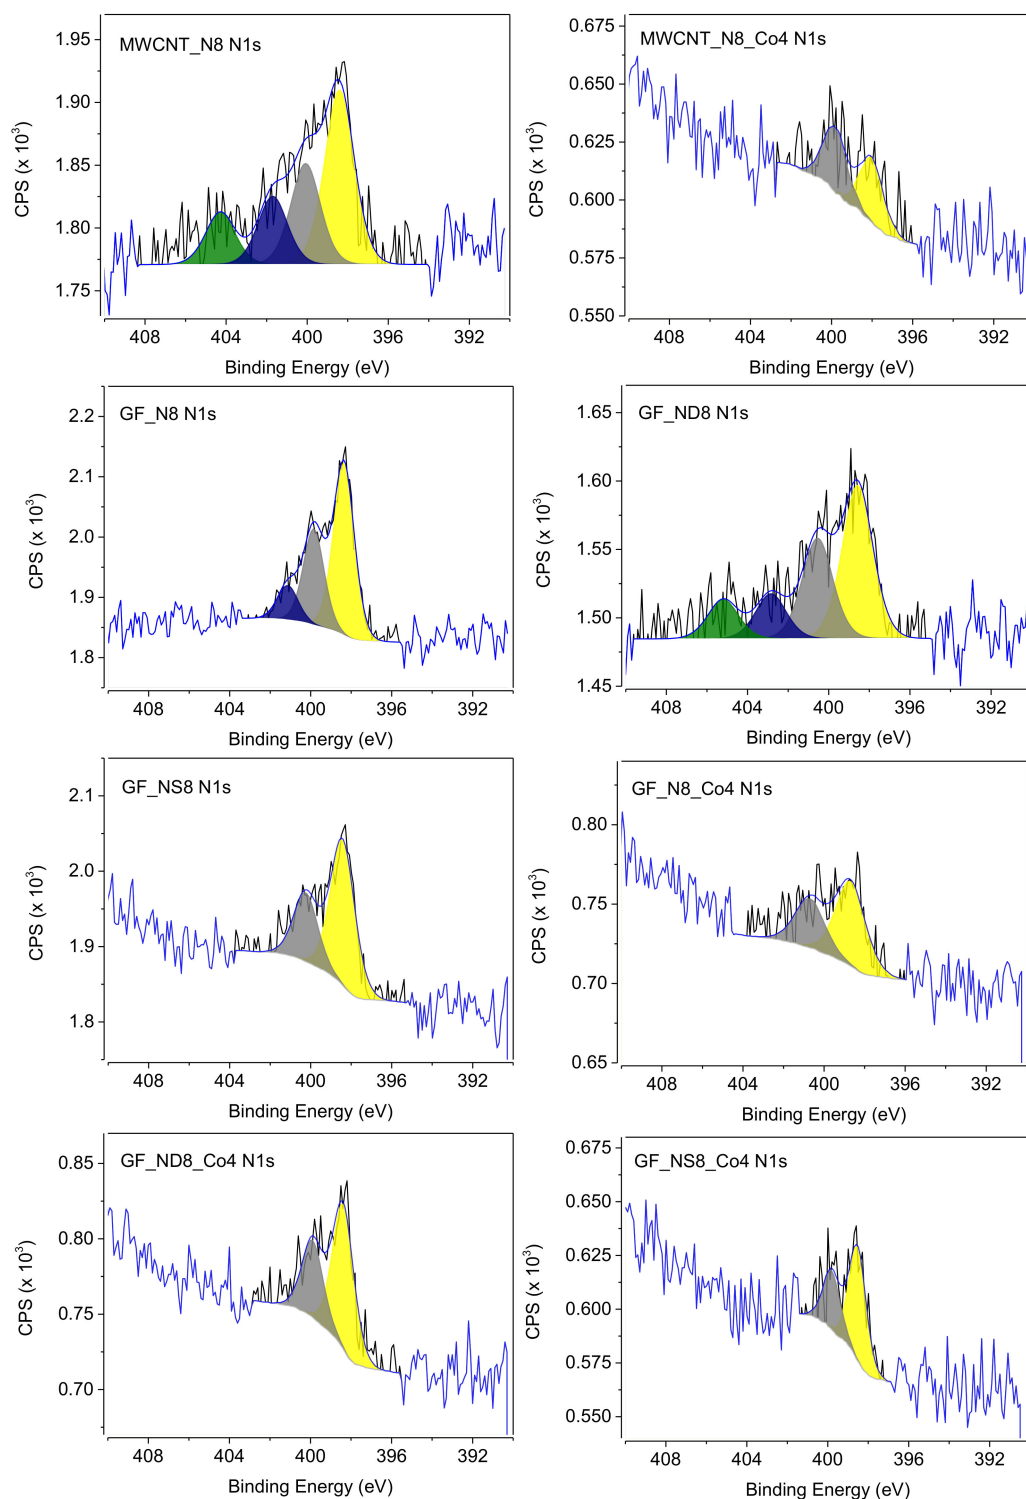 MWCNT_N8 N1s
CPS (x 10³)
1.95
1.90
1.85
1.80
1.75
408 404 400 396 392
Binding Energy (eV)
MWCNT_N8_Co4 N1s
CPS (x 10³)
0.675
0.650
0.625
0.600
0.575
0.550
408 404 400 396 392
Binding Energy (eV)
GF_N8 N1s
CPS (x 10³)
2.2
2.1
2.0
1.9
1.8
408 404 400 396 392
Binding Energy (eV)
GF_ND8 N1s
CPS (x 10³)
1.65
1.60
1.55
1.50
1.45
408 404 400 396 392
Binding Energy (eV)
GF_NS8 N1s
CPS (x 10³)
2.1
2.0
1.9
1.8
408 404 400 396 392
Binding Energy (eV)
GF_N8_Co4 N1s
CPS (x 10³)
0.80
0.75
0.70
0.65
408 404 400 396 392
Binding Energy (eV)
GF_ND8_Co4 N1s
CPS (x 10³)
0.85
0.80
0.75
0.70
408 404 400 396 392
Binding Energy (eV)
GF_NS8_Co4 N1s
CPS (x 10³)
0.675
0.650
0.625
0.600
0.575
0.550
408 404 400 396 392
Binding Energy (eV)